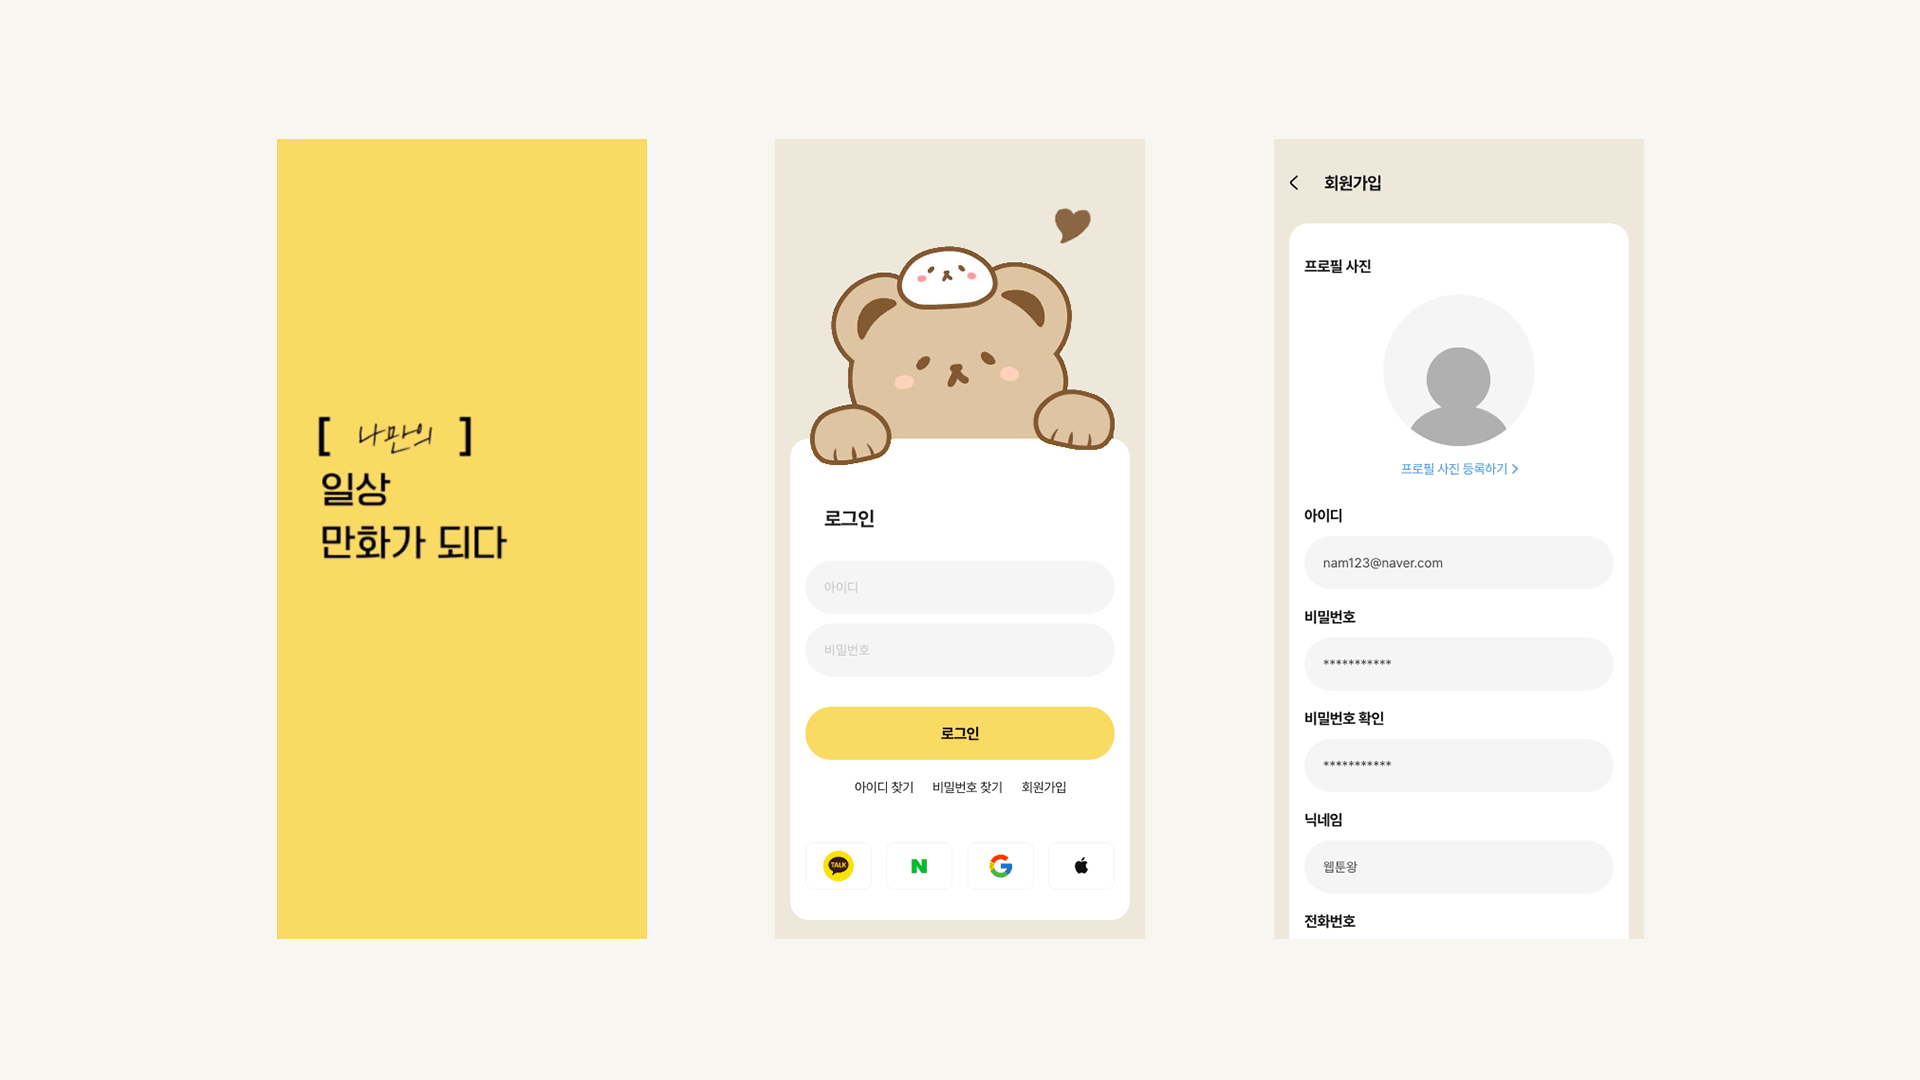 [ 나만의 ]
일상
만화가 되다
로그인
아이디
비밀번호
로그인
아이디 찾기 비밀번호 찾기 회원가입
TALK
회원가입
프로필 사진
프로필 사진 등록하기 >
아이디
nam123@naver.com
비밀번호
***********
비밀번호 확인
***********
닉네임
웹툰왕
전화번호